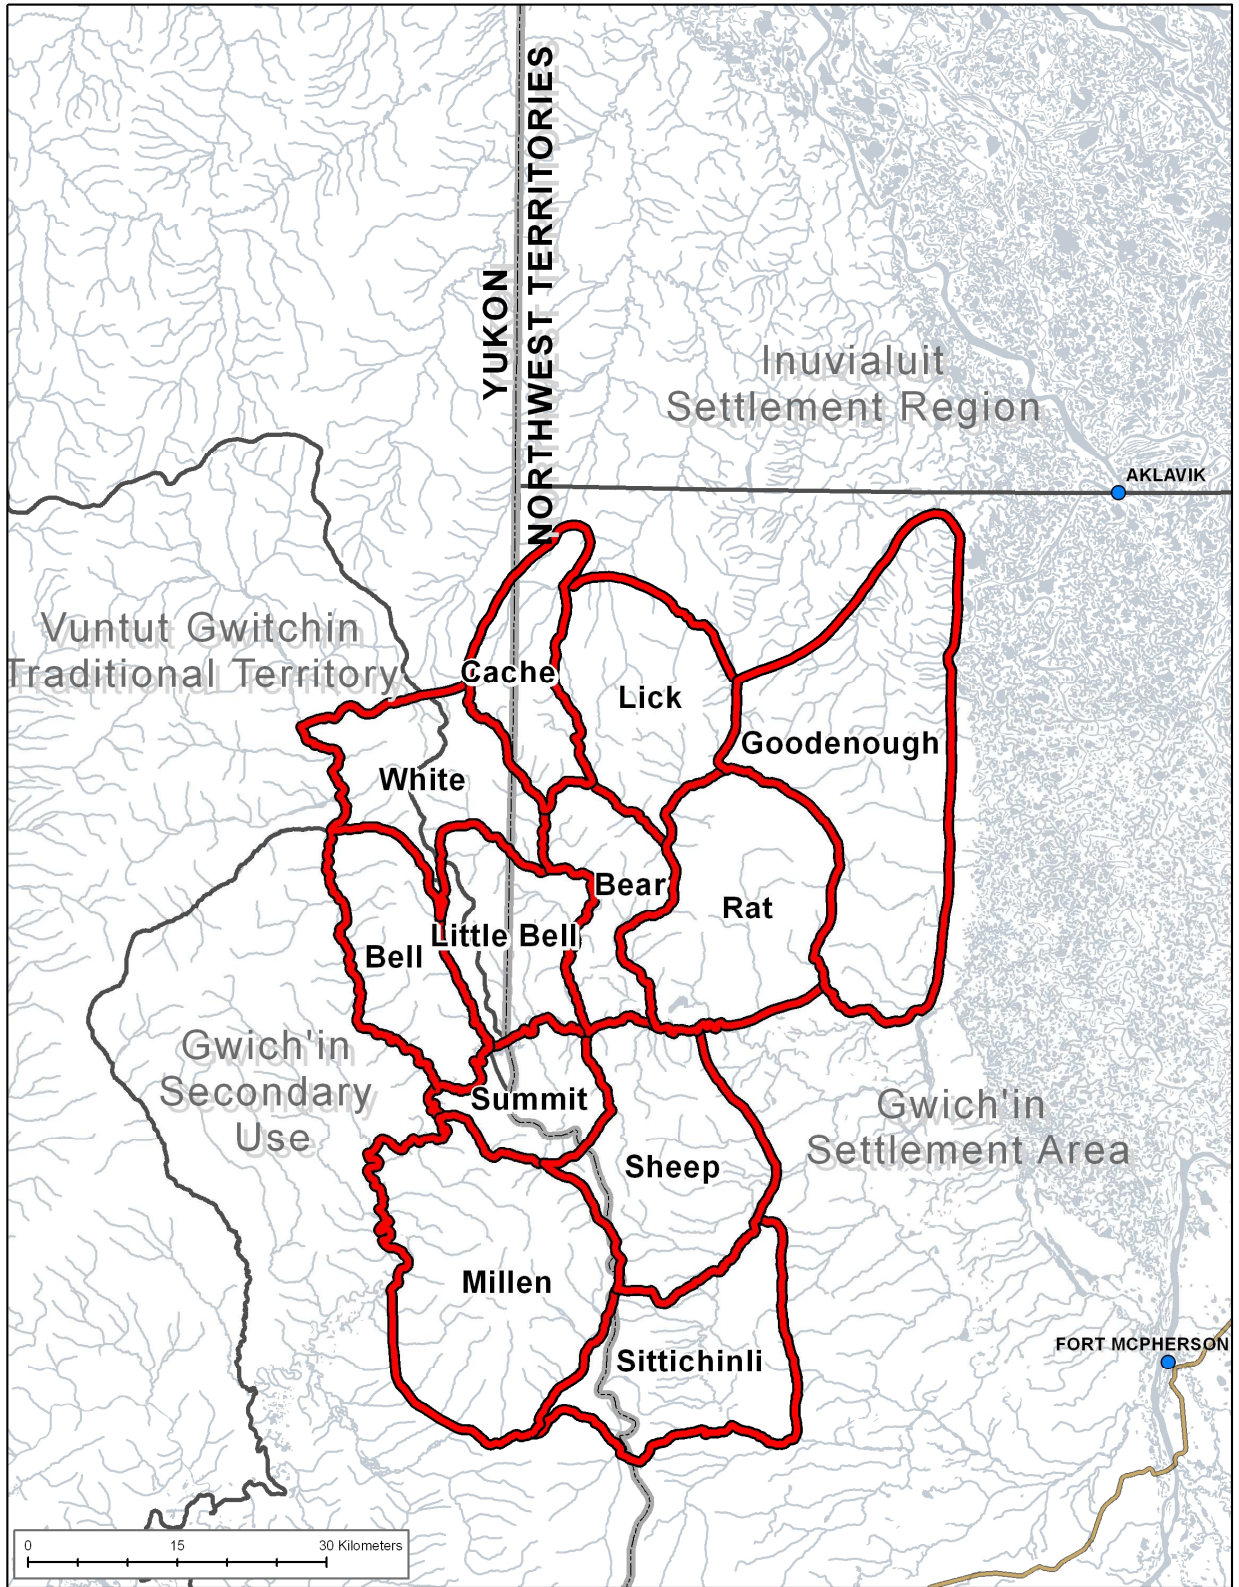 NORTHWEST TERRITORIES
YUKON
Inuvialuit
Settlement Region
AKLAVIK
Vuntut Gwitchin
Traditional Territory
Cache
Lick
Goodenough
White
Bear
Rat
Little Bell
Bell
Gwich'in
Secondary
Use
Summit
Gwich'in
Settlement Area
Sheep
Millen
FORT MCPHERSON
Sittichinli
0 15 30 Kilometers